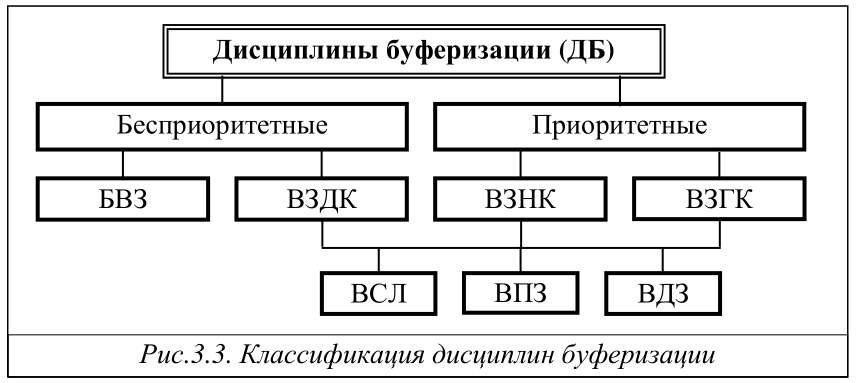 Дисциплины буферизации (ДБ)
Бесприоритетные Приоритетные
БВЗ ВЗДК ВЗНК ВЗГК
ВСЛ ВПЗ ВДЗ
Рис.3.3. Классификация дисциплин буферизации